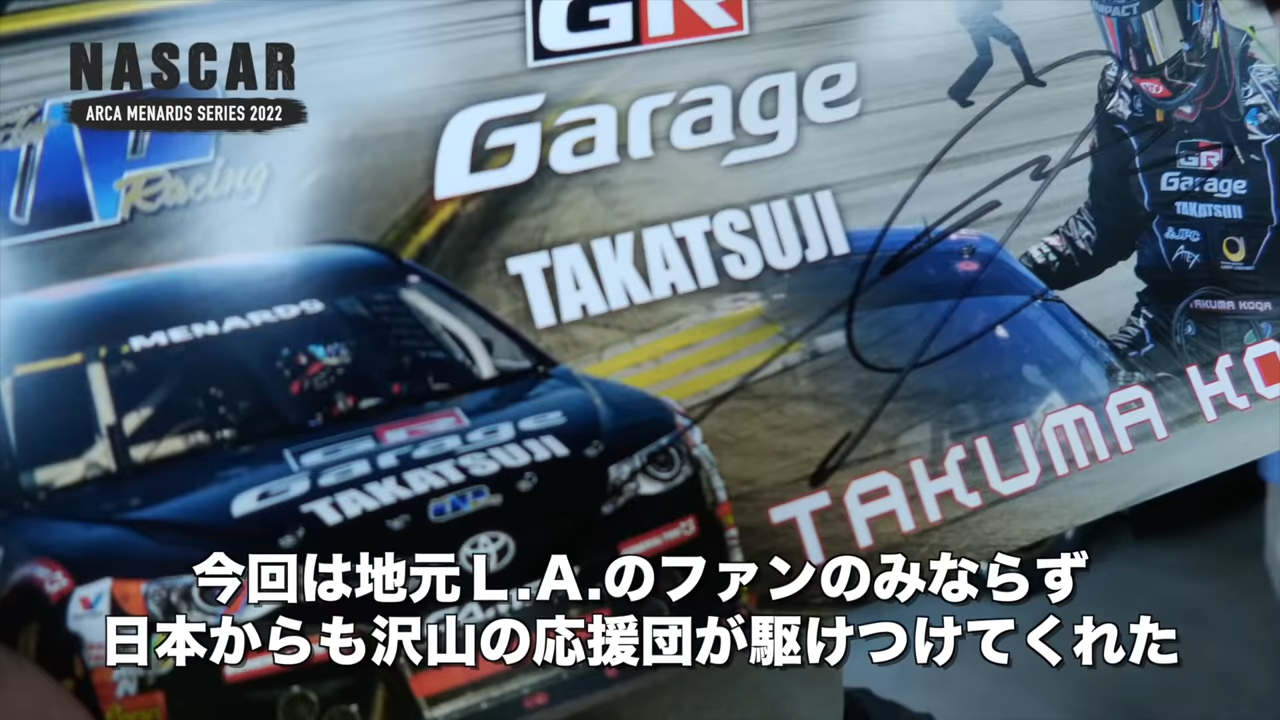 NASCAR
ARCA MENARDS SERIES 2022
GR
Garage
TAKATSUJI
Racing
MENARDS
GR
Garage
TAKATSUJI
GR
Garage
TAKATSUJI
TAKUMA KOGA
TAKUMA KO
今回は地元L.A.のファンのみならず
日本からも沢山の応援団が駆けつけてくれた